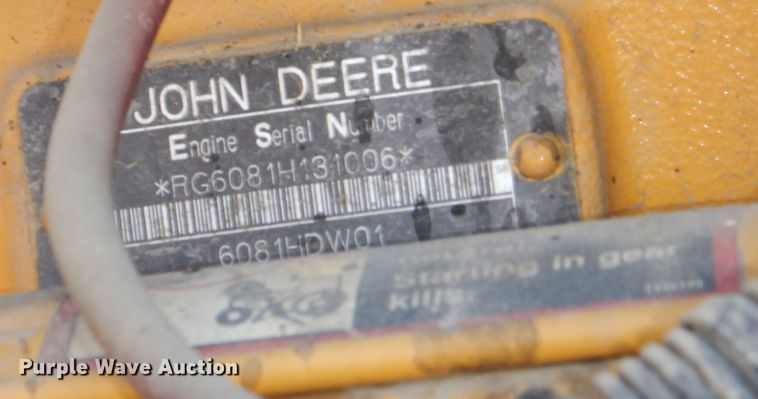 JOHN DEERE
Engine Serial Number
*RG6081H131006*
6081HDW01
Starting in gear
kills.
Purple Wave Auction